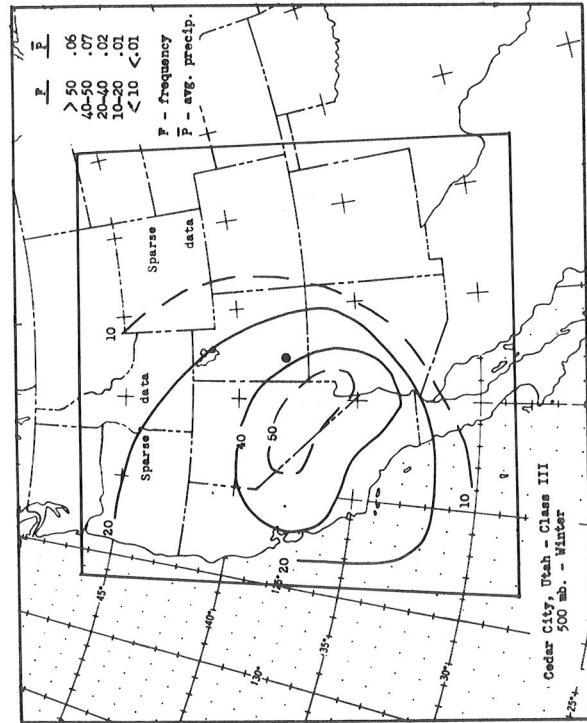 F P̄
> 50 .06
40-50 .07
20-40 .02
10-20 .01
< 10 <.01
F - frequency
P̄ - avg. precip.
Sparse
data
10
Sparse data
20
40
50
20
10
45°
40°
125°
35°
130°
30°
25°
Cedar City, Utah - Class III
500 mb. - Winter